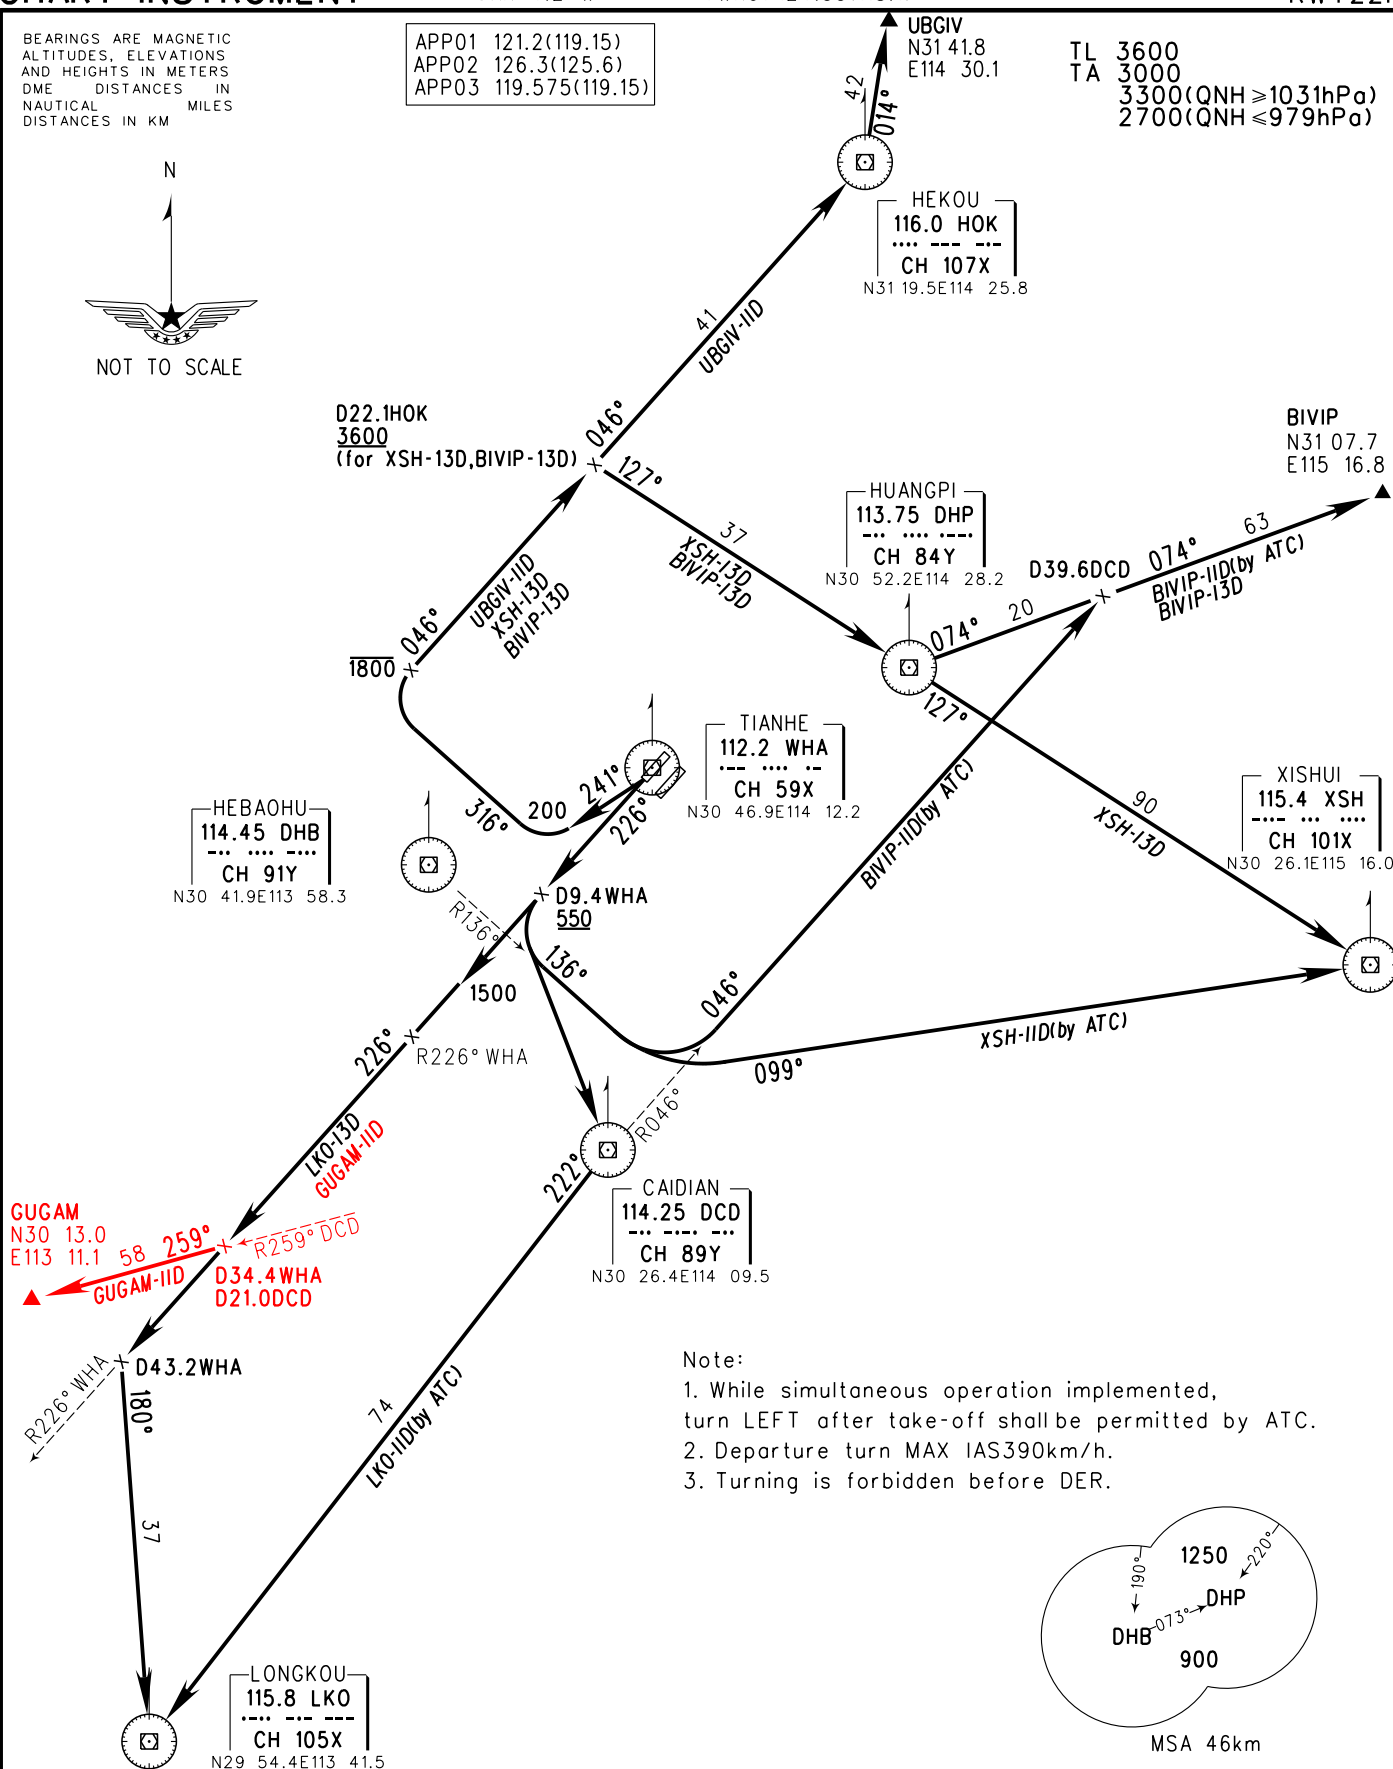 BEARINGS ARE MAGNETIC
ALTITUDES, ELEVATIONS
AND HEIGHTS IN METERS
DME DISTANCES IN
NAUTICAL MILES
DISTANCES IN KM
APP01 121.2(119.15)
APP02 126.3(125.6)
APP03 119.575(119.15)
UBGIV
N31 41.8
E114 30.1
TL 3600
TA 3000
3300(QNH≥1031hPa)
2700(QNH≤979hPa)
N
NOT TO SCALE
42
014°
HEKOU
116.0 HOK
CH 107X
N31 19.5E114 25.8
41
UBGIV-11D
046°
D22.1HOK
3600
(for XSH-13D,BIVIP-13D)
127°
37
XSH-13D
BIVIP-13D
BIVIP
N31 07.7
E115 16.8
HUANGPI
113.75 DHP
CH 84Y
N30 52.2E114 28.2
D39.6DCD
074°
63
BIVIP-11D(by ATC)
BIVIP-13D
20
074°
127°
UBGIV-11D
XSH-13D
BIVIP-13D
046°
1800
TIANHE
112.2 WHA
CH 59X
N30 46.9E114 12.2
241°
200
316°
226°
HEBAOHU
114.45 DHB
CH 91Y
N30 41.9E113 58.3
BIVIP-11D(by ATC)
90
XSH-13D
XISHUI
115.4 XSH
CH 101X
N30 26.1E115 16.0
D9.4WHA
550
R136°
136°
046°
1500
226°
R226° WHA
XSH-11D(by ATC)
099°
R046°
LKO-13D
GUGAM-11D
222°
CAIDIAN
114.25 DCD
CH 89Y
N30 26.4E114 09.5
GUGAM
N30 13.0
E113 11.1
58
259°
R259° DCD
GUGAM-11D
D34.4WHA
D21.0DCD
D43.2WHA
R226° WHA
180°
37
74
LKO-11D(by ATC)
Note:
1. While simultaneous operation implemented,
turn LEFT after take-off shall be permitted by ATC.
2. Departure turn MAX IAS390km/h.
3. Turning is forbidden before DER.
LONGKOU
115.8 LKO
CH 105X
N29 54.4E113 41.5
1250
190°
220°
DHP
073°
DHB
900
MSA 46km